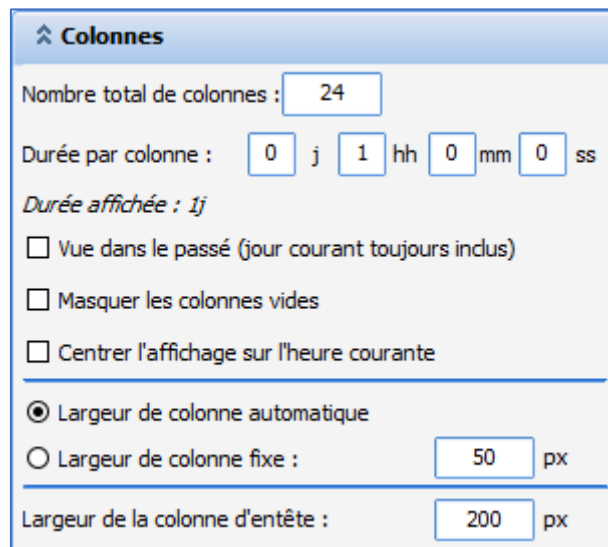 Colonnes
Nombre total de colonnes : 24
Durée par colonne : 0 j 1 hh 0 mm 0 ss
Durée affichée : 1j
Vue dans le passé (jour courant toujours inclus)
Masquer les colonnes vides
Centrer l'affichage sur l'heure courante
Largeur de colonne automatique
Largeur de colonne fixe : 50 px
Largeur de la colonne d'entête : 200 px